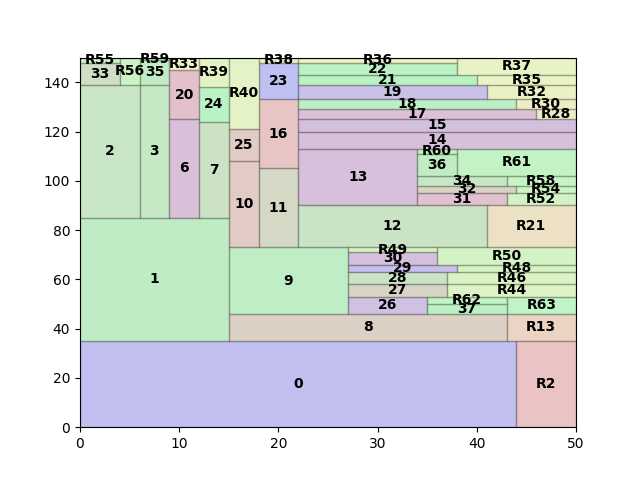 R55 R59 R38 R36
33 R56 35 R33 R39 22 R37
140 20 R40 23 21 R35
24 19 R32
18 R30
17 R28
120 16 15
2 3 6 7 25 14
R60
36 R61
100 13 34 R58
10 11 32 R54
31 R52
80 12 R21
R49
30 R50
60 1 9 29 R48
28 R46
27 R44
26 R62 R63
37
40 8 R13
20 0 R2
0
0 10 20 30 40 50